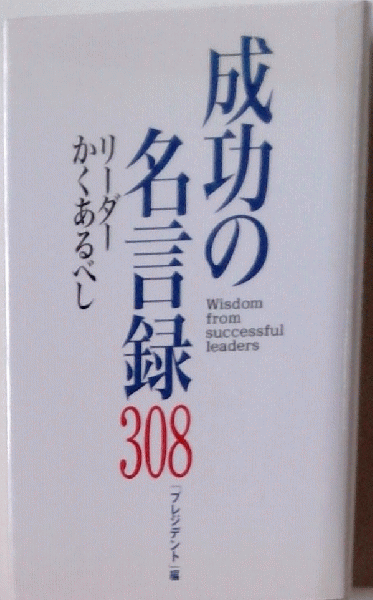 成功の
Wisdom
from
successful
leaders
名言録
308
リーダー
かくあるべし
「プレジデント」編